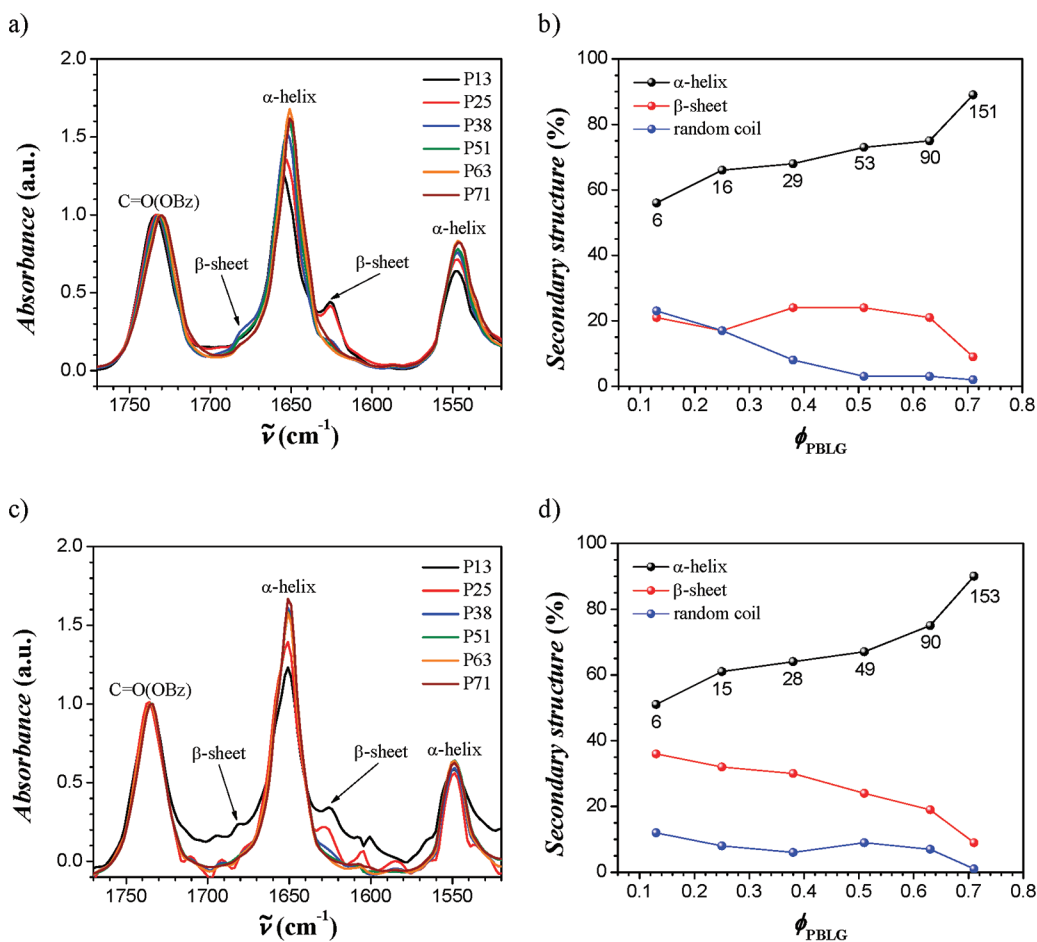 a)
2.0
1.5
1.0
0.5
0.0
Absorbance (a.u.)
C=O(OBz)
β-sheet
α-helix
β-sheet
α-helix
P13
P25
P38
P51
P63
P71
1750
1700
1650
1600
1550
ν̃ (cm⁻¹)
b)
100
80
60
40
20
0
Secondary structure (%)
α-helix
β-sheet
random coil
6
16
29
53
90
151
0.1
0.2
0.3
0.4
0.5
0.6
0.7
0.8
ϕPBLG
c)
2.0
1.5
1.0
0.5
0.0
Absorbance (a.u.)
C=O(OBz)
β-sheet
α-helix
β-sheet
α-helix
P13
P25
P38
P51
P63
P71
1750
1700
1650
1600
1550
ν̃ (cm⁻¹)
d)
100
80
60
40
20
0
Secondary structure (%)
α-helix
β-sheet
random coil
6
15
28
49
90
153
0.1
0.2
0.3
0.4
0.5
0.6
0.7
0.8
ϕPBLG